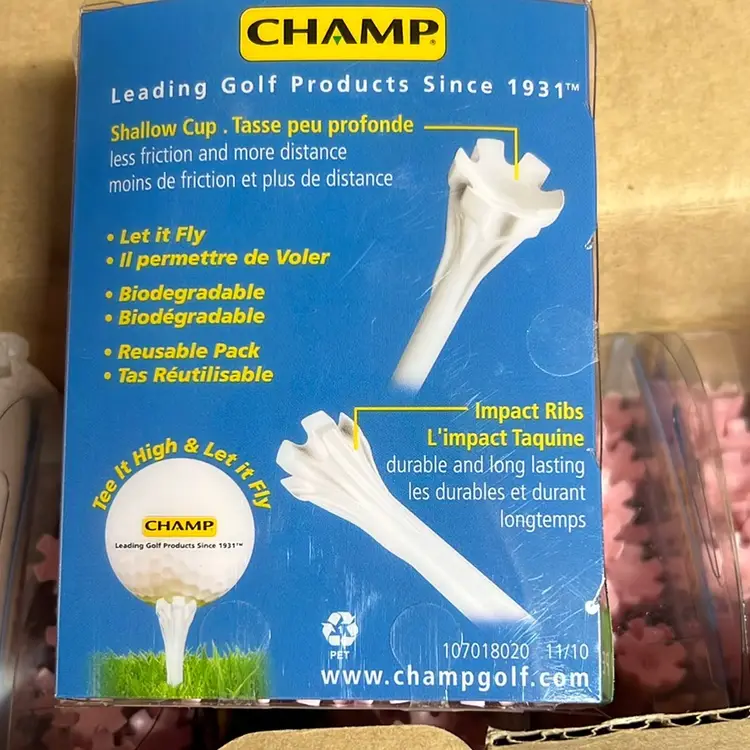 CHAMP®
Leading Golf Products Since 1931™
Shallow Cup . Tasse peu profonde
less friction and more distance
moins de friction et plus de distance
• Let it Fly
• Il permettre de Voler
• Biodegradable
• Biodégradable
• Reusable Pack
• Tas Réutilisable
Impact Ribs
L'impact Taquine
durable and long lasting
les durables et durant
longtemps
Tee It High & Let it Fly
CHAMP
Leading Golf Products Since 1931™
1
PET
107018020 11/10
www.champgolf.com